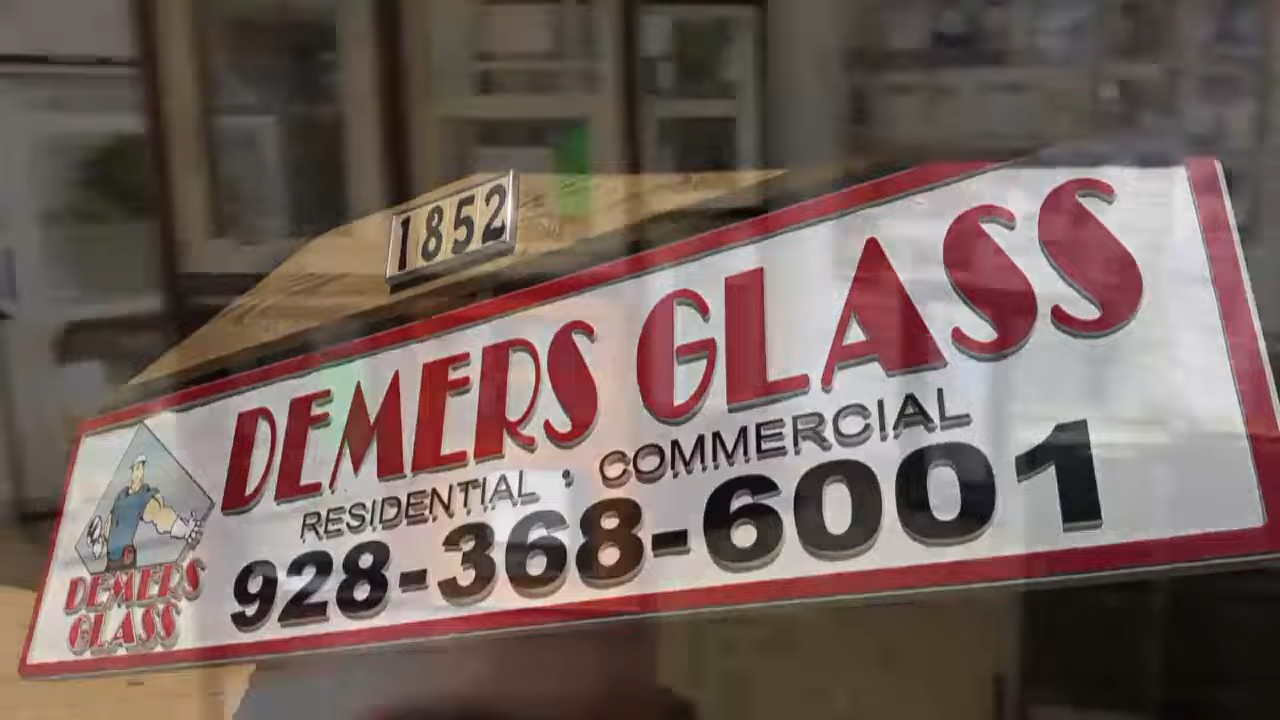 1852
DEMERS GLASS
RESIDENTIAL • COMMERCIAL
928-368-6001
DEMERS
GLASS